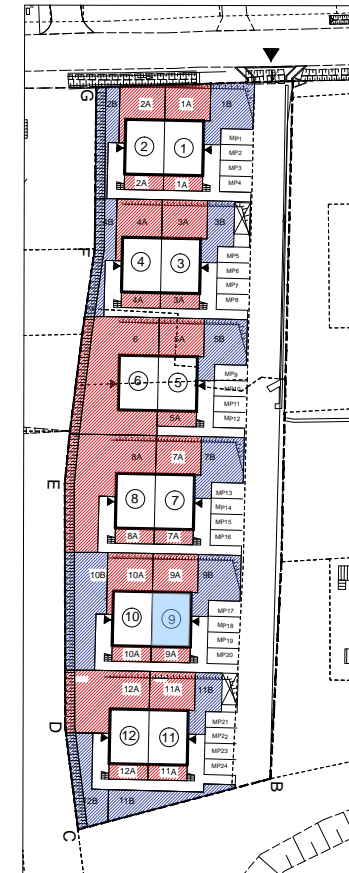 G
2B 2A 1A 1B
2 1
2A 1A
MP1
MP2
MP3
MP4
4B 4A 3A 3B
F
4 3
4A 3A
MP5
MP6
MP7
MP8
6 5A 5B
6 5
5A
MP9
MP10
MP11
MP12
8A 7A 7B
E
8 7
8A 7A
MP13
MP14
MP15
MP16
10B 10A 9A 9B
10 9
10A 9A
MP17
MP18
MP19
MP20
12A 11A 11B
D
12 11
12A 11A
MP21
MP22
MP23
MP24
B
11B
C